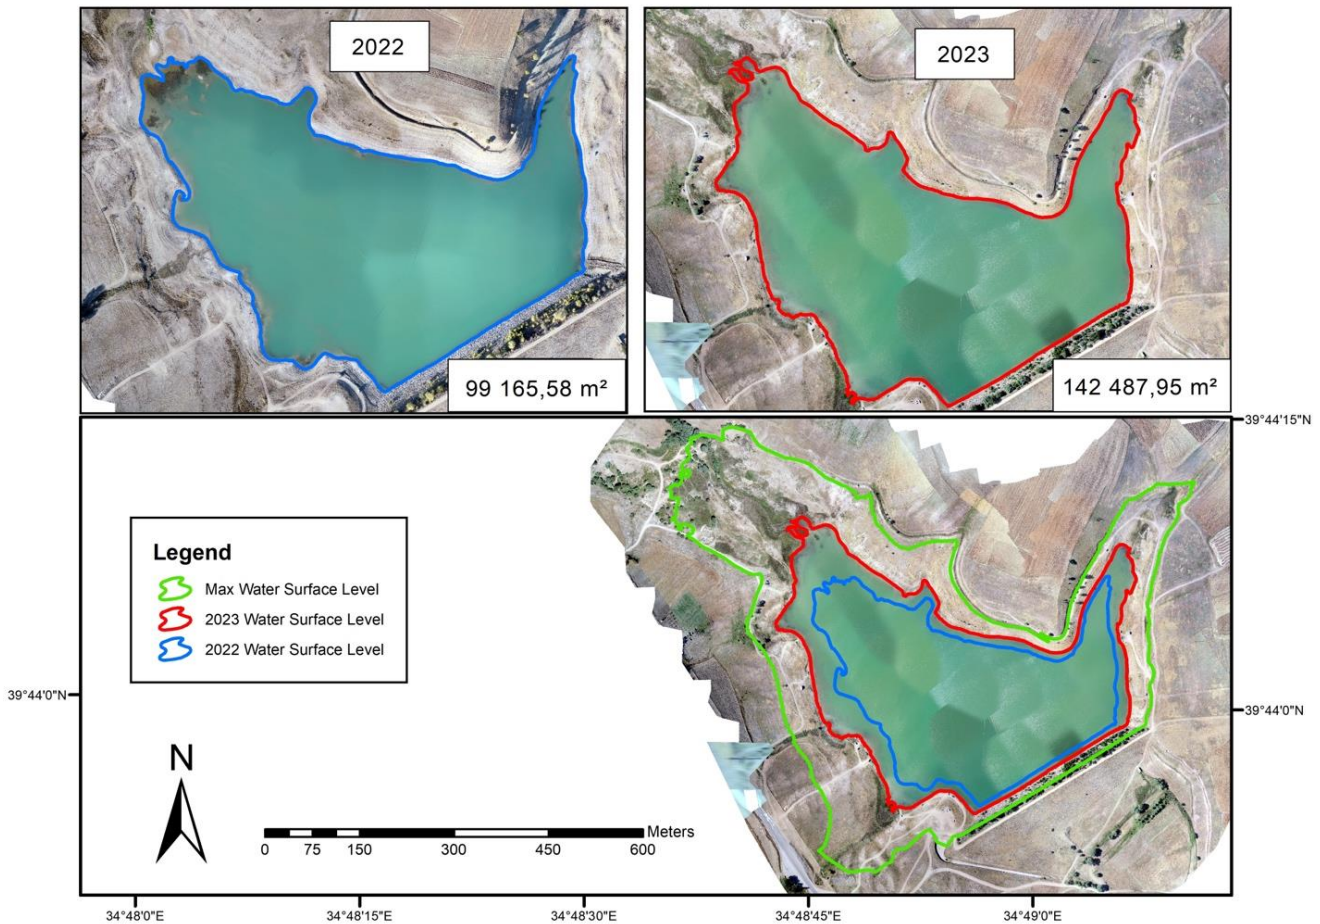 2022
2023
99 165,58 m²
142 487,95 m²
39°44'15"N
Legend
Max Water Surface Level
2023 Water Surface Level
2022 Water Surface Level
39°44'0"N
39°44'0"N
N
Meters
0 75 150 300 450 600
34°48'0"E 34°48'15"E 34°48'30"E 34°48'45"E 34°49'0"E